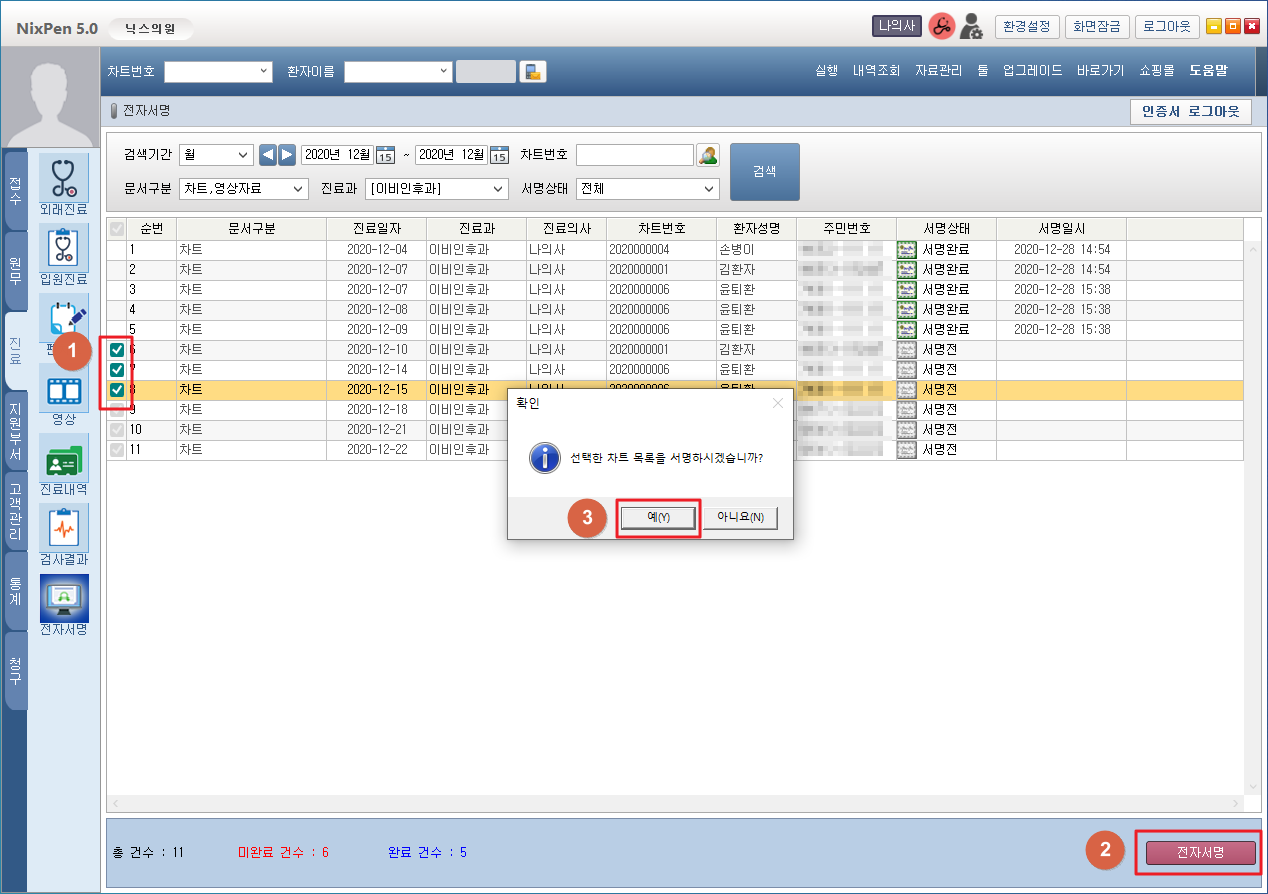 NixPen 5.0 닉스의원 나의사 환경설정 화면잠금 로그아웃
차트번호 환자이름 실행 내역조회 자료관리 툴 업그레이드 바로가기 쇼핑몰 도움말
전자서명 인증서 로그아웃
검색기간 월 2020년 12월 15 ~ 2020년 12월 15 차트번호 검색
문서구분 차트,영상자료 진료과 [이비인후과] 서명상태 전체
접수
원무
진료
지원부서
고객관리
통계
청구
외래진료
입원진료
영상
진료내역
검사결과
전자서명
순번 문서구분 진료일자 진료과 진료의사 차트번호 환자성명 주민번호 서명상태 서명일시
1 차트 2020-12-04 이비인후과 나의사 2020000004 손병이 서명완료 2020-12-28 14:54
2 차트 2020-12-07 이비인후과 나의사 2020000001 김환자 서명완료 2020-12-28 14:54
3 차트 2020-12-07 이비인후과 나의사 2020000006 윤퇴환 서명완료 2020-12-28 15:38
4 차트 2020-12-08 이비인후과 나의사 2020000006 윤퇴환 서명완료 2020-12-28 15:38
5 차트 2020-12-09 이비인후과 나의사 2020000006 윤퇴환 서명완료 2020-12-28 15:38
1 6 차트 2020-12-10 이비인후과 나의사 2020000001 김환자 서명전
7 차트 2020-12-14 이비인후과 나의사 2020000006 윤퇴환 서명전
8 차트 2020-12-15 이비인후과 나의사 2020000006 윤퇴환 서명전
9 차트 2020-12-18 이비인후과 서명전
10 차트 2020-12-21 이비인후과 서명전
11 차트 2020-12-22 이비인후과 서명전
확인
선택한 차트 목록을 서명하시겠습니까?
3 예(Y) 아니요(N)
총 건수 : 11 미완료 건수 : 6 완료 건수 : 5 2 전자서명